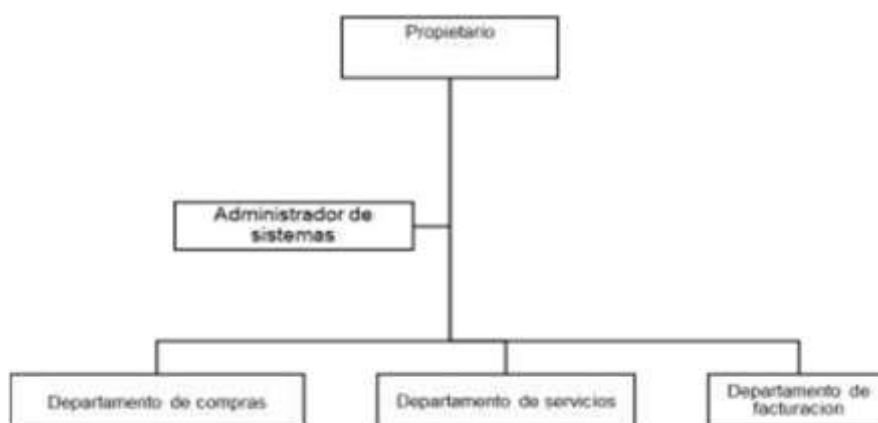 Propietario
Administrador de
sistemas
Departamento de compras
Departamento de servicios
Departamento de
facturacion